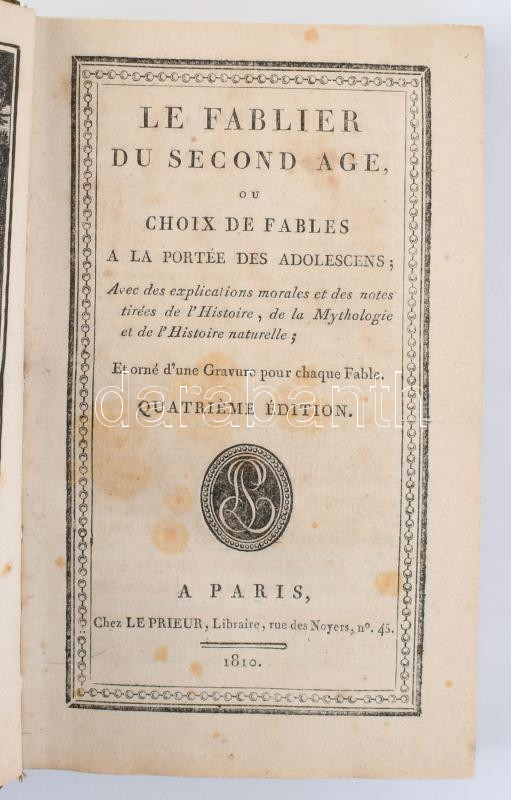 LE FABLIER
DU SECOND AGE,
OU
CHOIX DE FABLES
A LA PORTÉE DES ADOLESCENS;
Avec des explications morales et des notes
tirées de l'Histoire, de la Mythologie
et de l'Histoire naturelle;
Et orné d'une Gravure pour chaque Fable.
darabanth
QUATRIÈME ÉDITION.
LP
A PARIS,
Chez LE PRIEUR, Libraire, rue des Noyers, nº. 45.
1810.